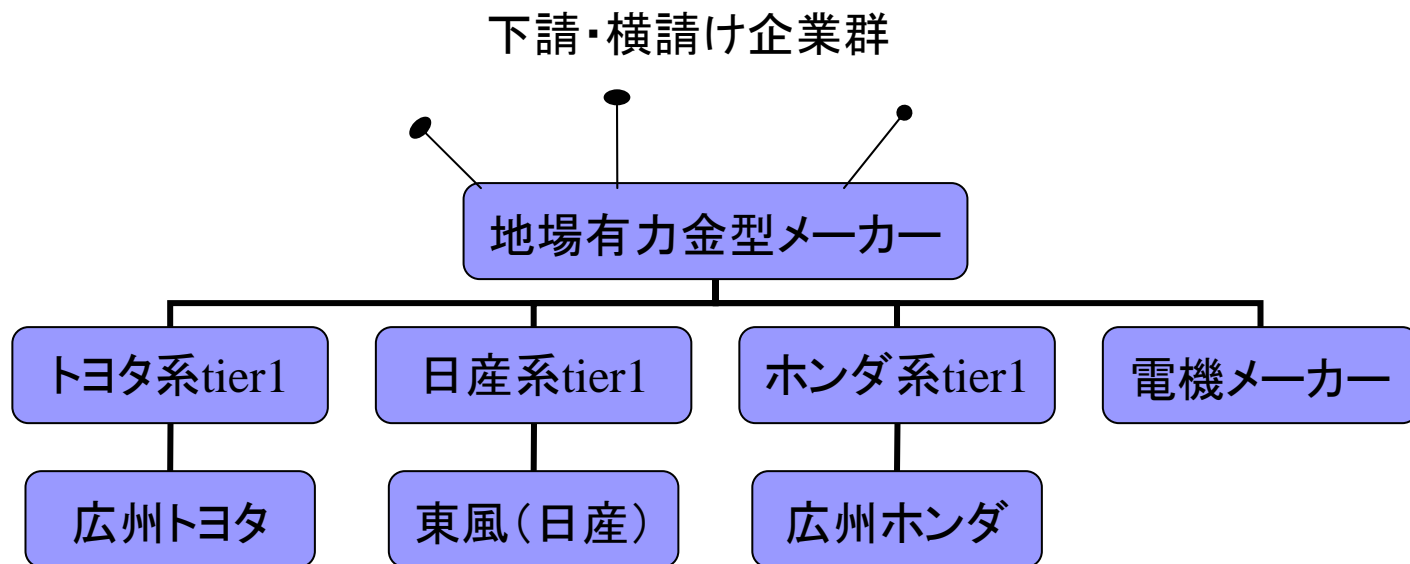 下請・横請け企業群
地場有力金型メーカー
トヨタ系tier1
日産系tier1
ホンダ系tier1
電機メーカー
広州トヨタ
東風（日産）
広州ホンダ